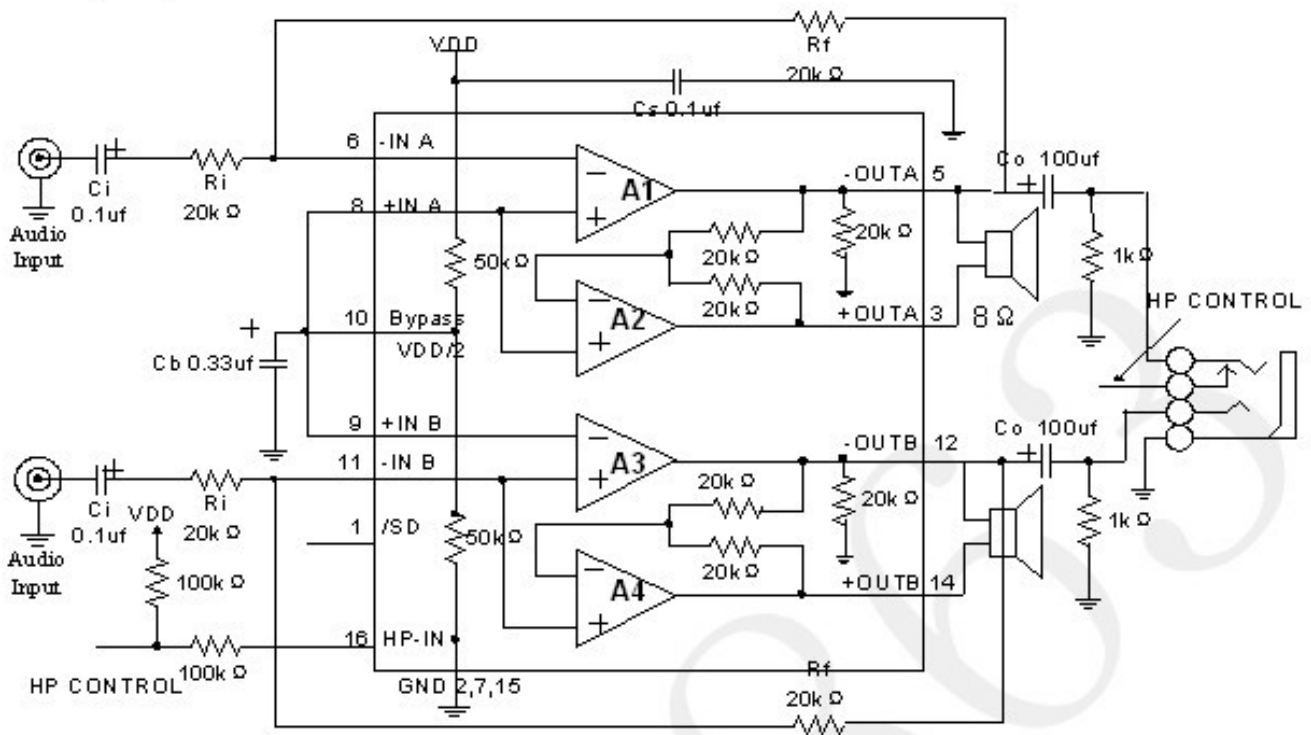 VDD
Rf
20k Ω
Cs 0.1uf
6 -IN A
-OUTA 5
Co 100uf
Ci
0.1uf
Ri
20k Ω
Audio
Input
8 +IN A
A1
20k Ω
20k Ω
20k Ω
50k Ω
1k Ω
HP CONTROL
A2
+OUTA 3
8 Ω
10 Bypass
VDD/2
Cb 0.33uf
9 +IN B
-OUTB 12
Co 100uf
11 -IN B
A3
20k Ω
20k Ω
20k Ω
Ci
0.1uf
Ri
20k Ω
VDD
1 /SD
50k Ω
1k Ω
Audio
Input
100k Ω
A4
+OUTB 14
16 HP-IN
100k Ω
HP CONTROL
GND 2,7,15
Rf
20k Ω